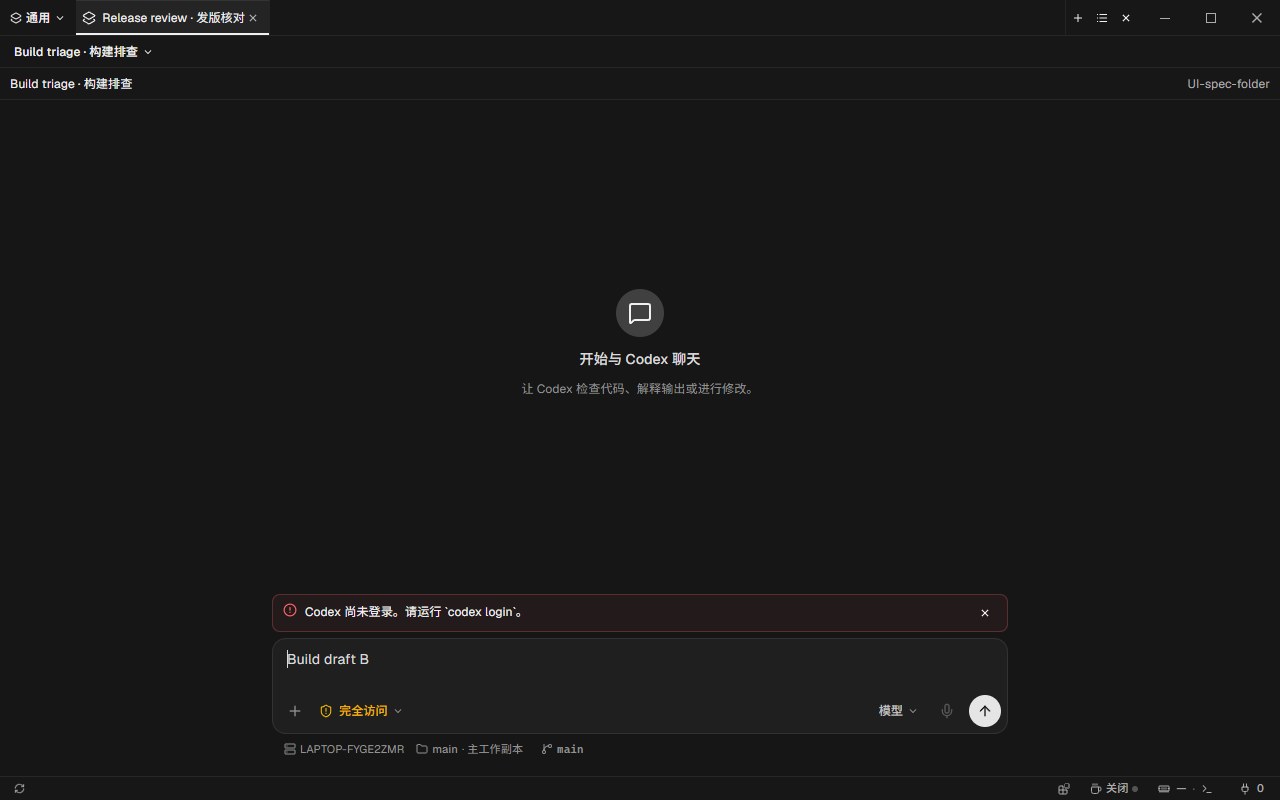 通用
Release review · 发版核对
Build triage · 构建排查
Build triage · 构建排查
UI-spec-folder
开始与 Codex 聊天
让 Codex 检查代码、解释输出或进行修改。
Codex 尚未登录。请运行 `codex login`。
Build draft B
完全访问
模型
LAPTOP-FYGE2ZMR
main · 主工作副本
main
关闭
— ·
0